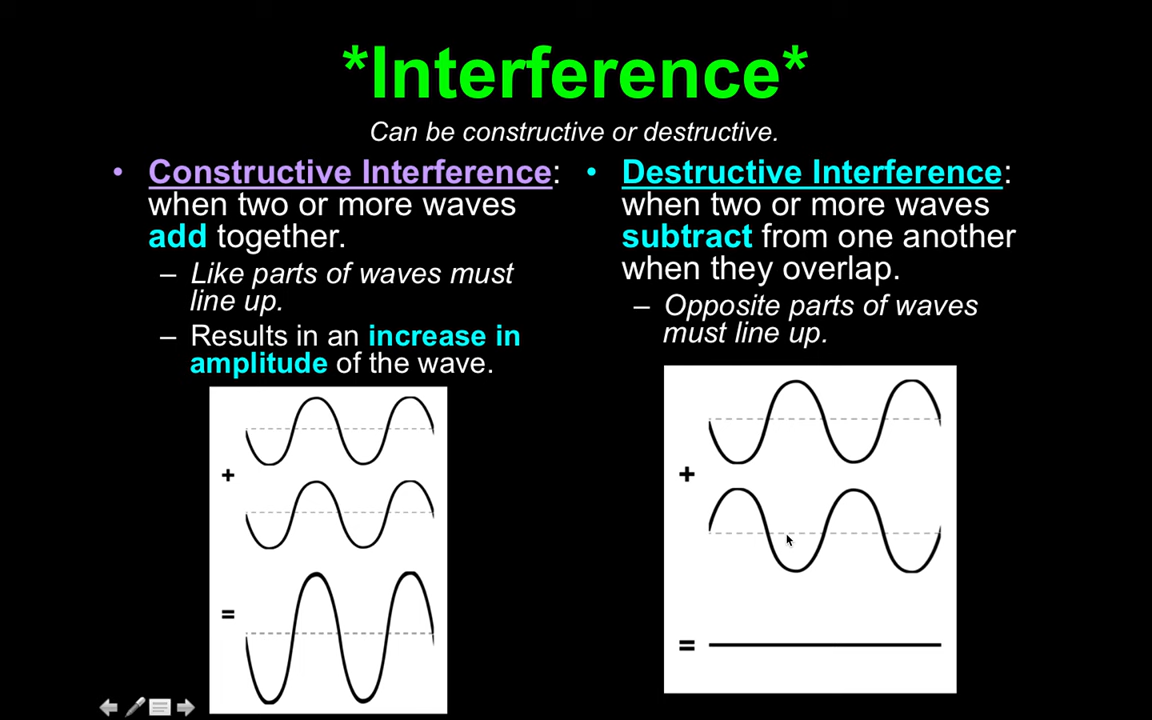 *Interference*
Can be constructive or destructive.
• Constructive Interference:
when two or more waves
add together.
– Like parts of waves must
line up.
– Results in an increase in
amplitude of the wave.
+
=
• Destructive Interference:
when two or more waves
subtract from one another
when they overlap.
– Opposite parts of waves
must line up.
+
=